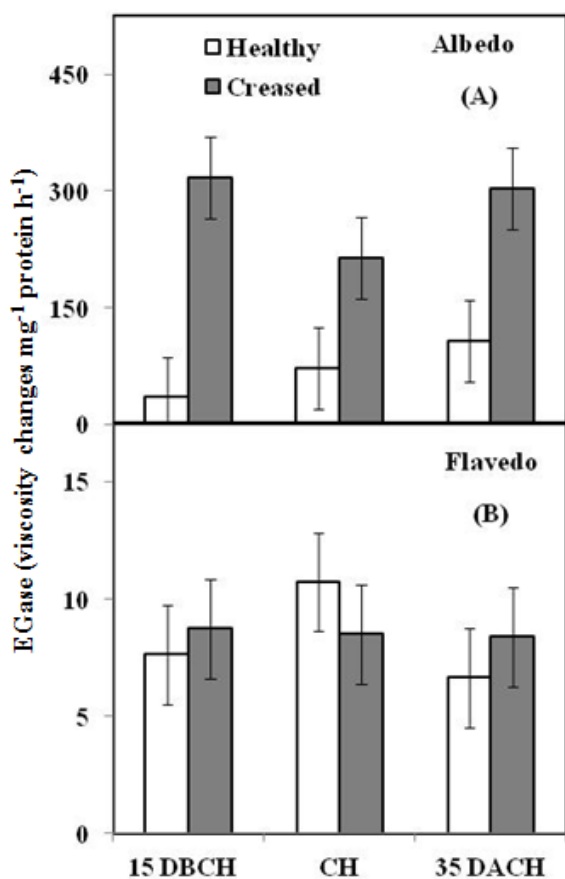 Healthy
Creased
Albedo
(A)
450
300
150
0
Flavedo
(B)
15
10
5
0
EGase (viscosity changes mg⁻¹ protein h⁻¹)
15 DBCH CH 35 DACH